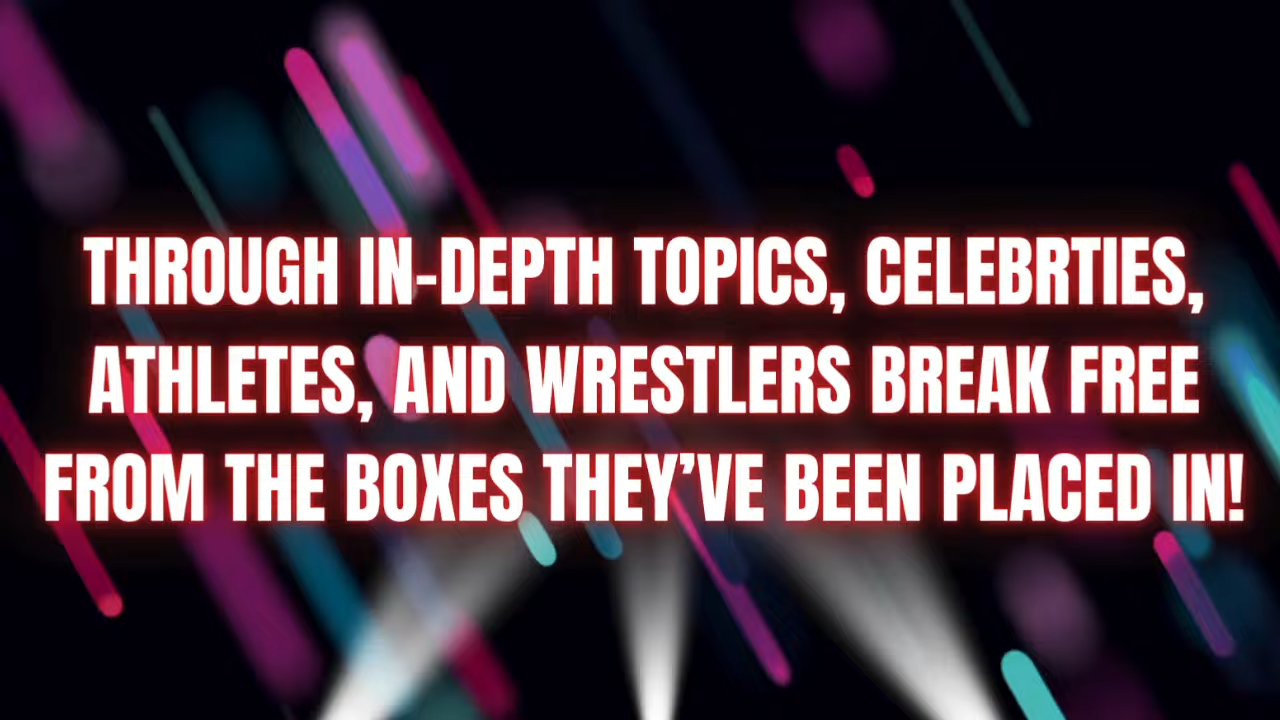 THROUGH IN-DEPTH TOPICS, CELEBRTIES,
ATHLETES, AND WRESTLERS BREAK FREE
FROM THE BOXES THEY’VE BEEN PLACED IN!